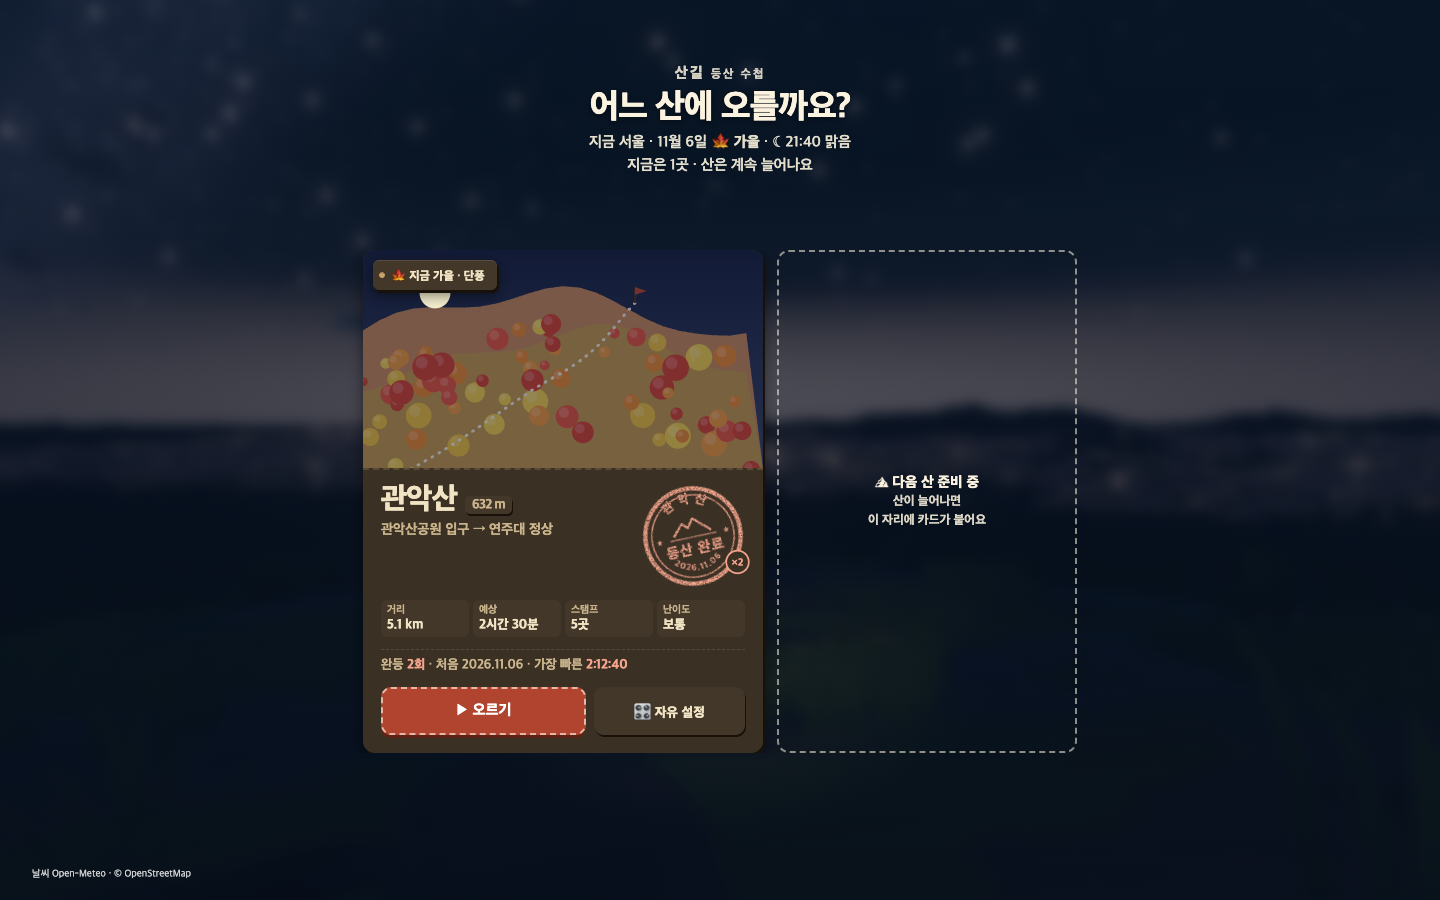 산길 등산 수첩
어느 산에 오를까요?
지금 서울 · 11월 6일 🍁 가을 · ☾ 21:40 맑음
지금은 1곳 · 산은 계속 늘어나요
🍁 지금 가을 · 단풍
관악산 632 m
관악산공원 입구 → 연주대 정상
관악산
등산 완료
2026.11.06
×2
거리 예상 스탬프 난이도
5.1 km 2시간 30분 5곳 보통
완등 2회 · 처음 2026.11.06 · 가장 빠른 2:12:40
▶ 오르기
🎛 자유 설정
⛰ 다음 산 준비 중
산이 늘어나면
이 자리에 카드가 붙어요
날씨 Open-Meteo · © OpenStreetMap